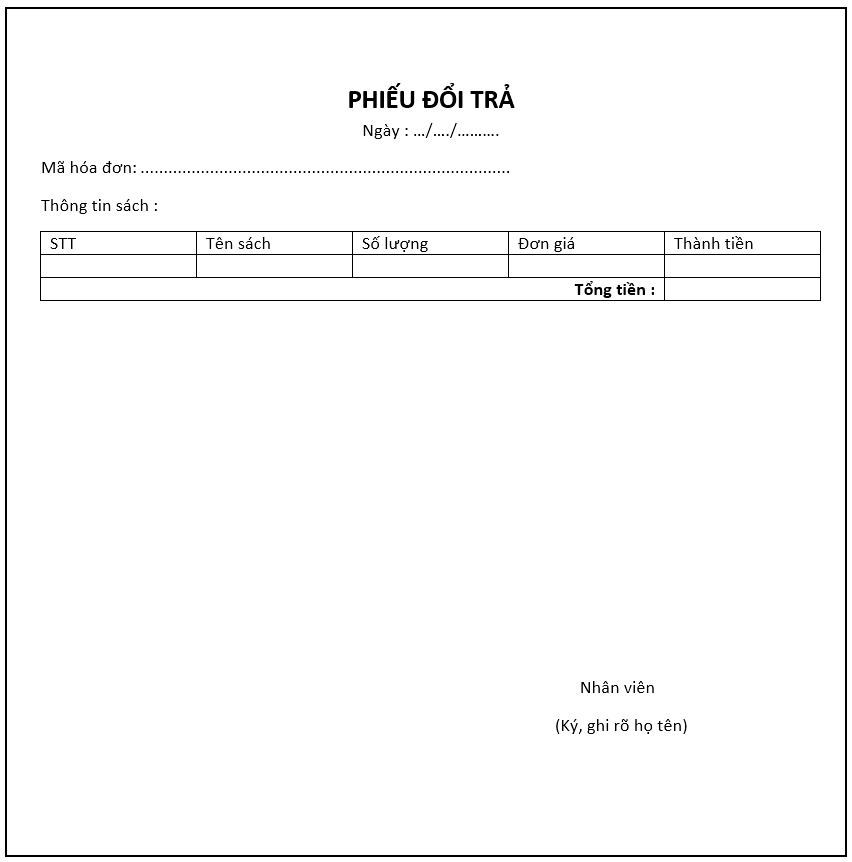 PHIẾU ĐỔI TRẢ
Ngày : .../..../..........
Mã hóa đơn: ................................................................................
Thông tin sách :
STT Tên sách Số lượng Đơn giá Thành tiền
Tổng tiền :
Nhân viên
(Ký, ghi rõ họ tên)